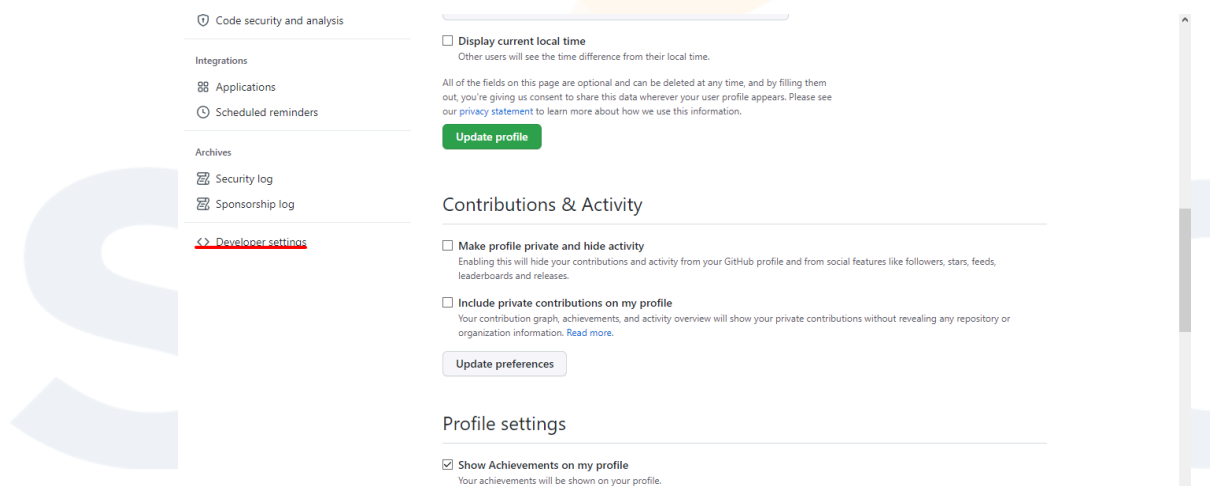 Code security and analysis
Integrations
Applications
Scheduled reminders
Archives
Security log
Sponsorship log
Developer settings
Display current local time
Other users will see the time difference from their local time.
All of the fields on this page are optional and can be deleted at any time, and by filling them
out, you're giving us consent to share this data wherever your user profile appears. Please see
our privacy statement to learn more about how we use this information.
Update profile
Contributions & Activity
Make profile private and hide activity
Enabling this will hide your contributions and activity from your GitHub profile and from social features like followers, stars, feeds,
leaderboards and releases.
Include private contributions on my profile
Your contribution graph, achievements, and activity overview will show your private contributions without revealing any repository or
organization information. Read more.
Update preferences
Profile settings
Show Achievements on my profile
Your achievements will be shown on your profile.